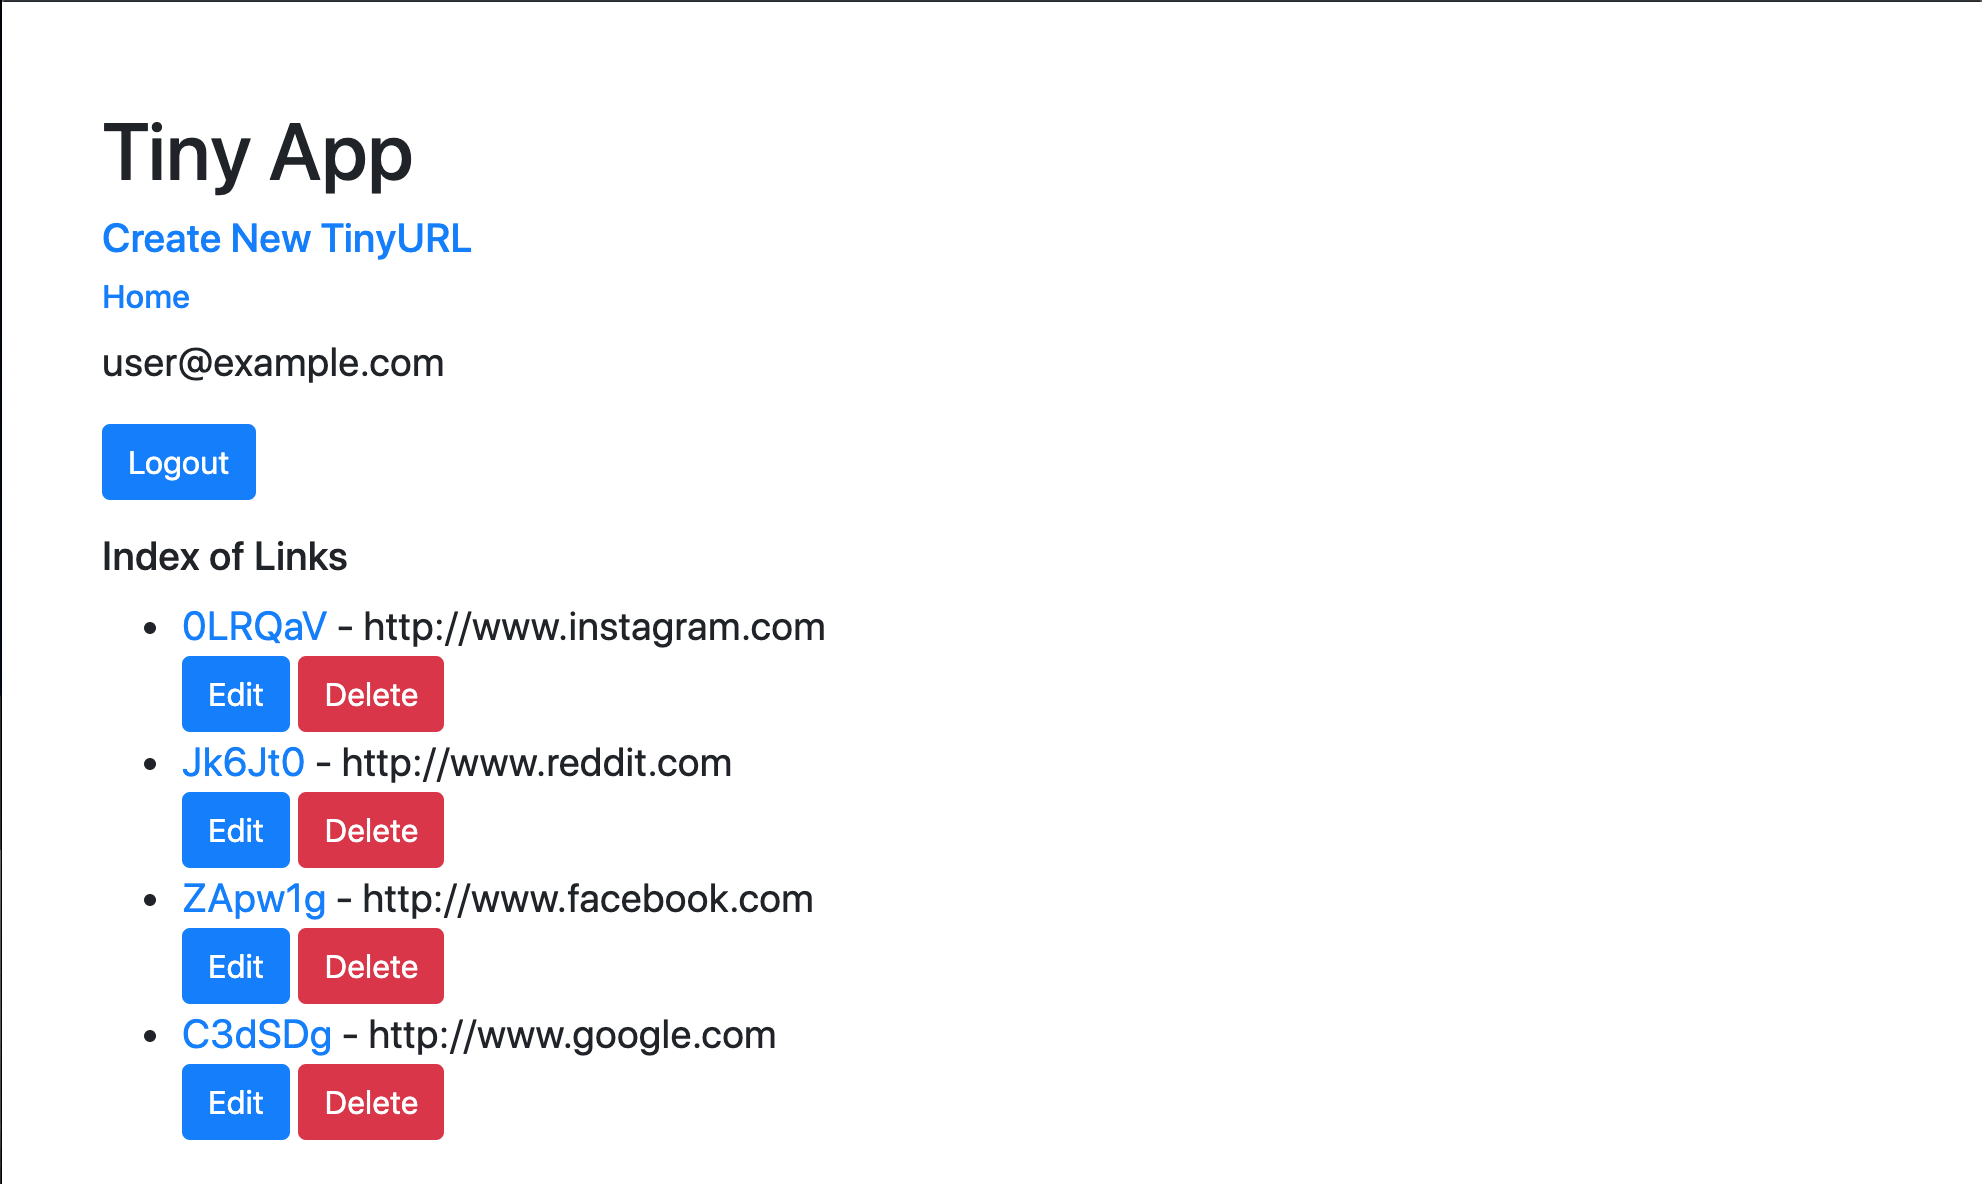 Tiny App
Create New TinyURL
Home
user@example.com
Logout
Index of Links
0LRQaV - http://www.instagram.com
Edit Delete
Jk6Jt0 - http://www.reddit.com
Edit Delete
ZApw1g - http://www.facebook.com
Edit Delete
C3dSDg - http://www.google.com
Edit Delete